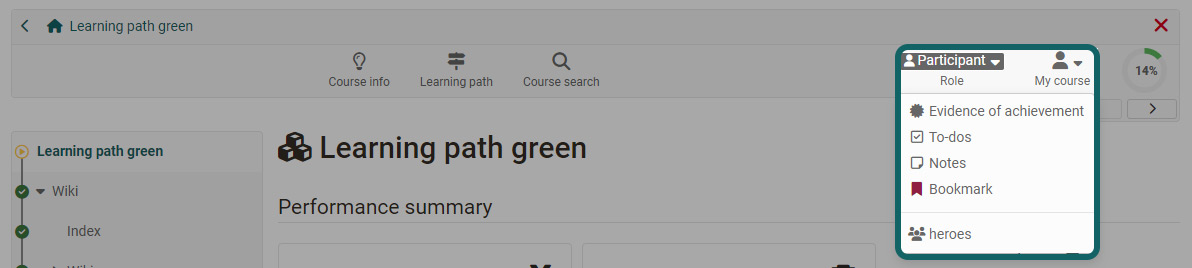 Learning path green
Course info
Learning path
Course search
Participant
Role
My course
14%
Evidence of achievement
To-dos
Notes
Bookmark
heroes
Learning path green
Wiki
Index
Learning path green
Performance summary